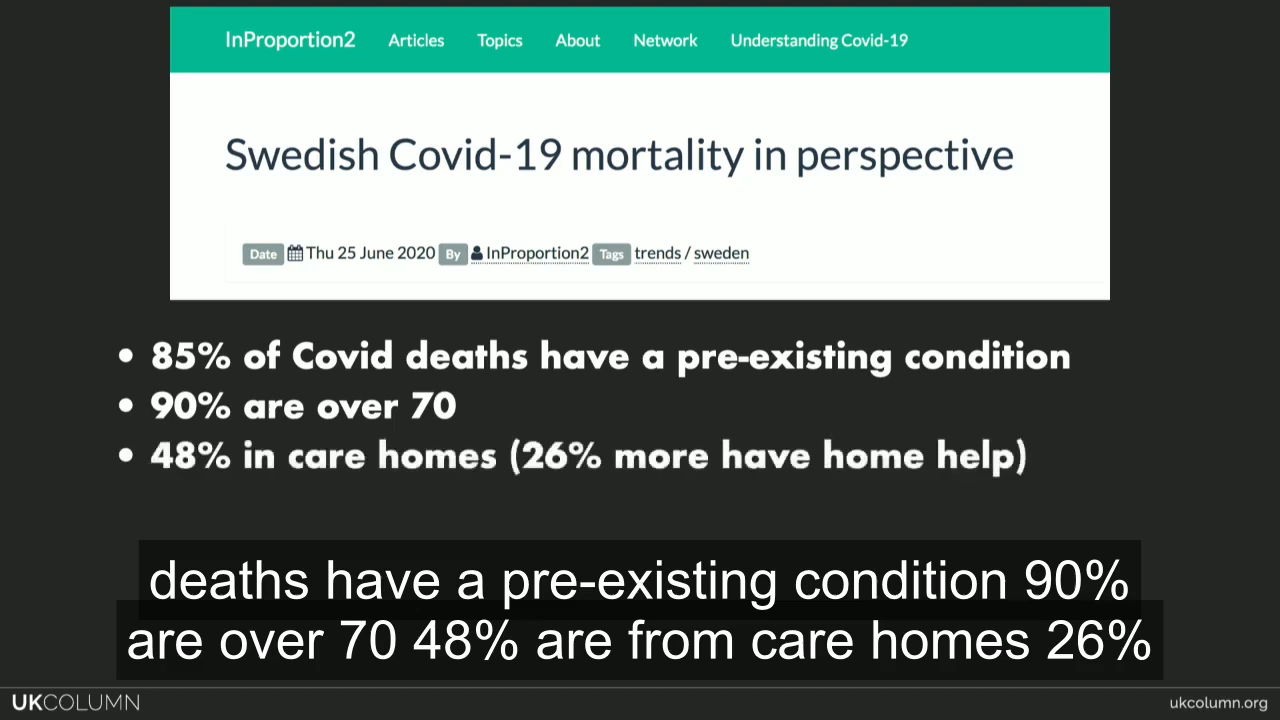 InProportion2 Articles Topics About Network Understanding Covid-19
Swedish Covid-19 mortality in perspective
Date Thu 25 June 2020 By InProportion2 Tags trends / sweden
• 85% of Covid deaths have a pre-existing condition
• 90% are over 70
• 48% in care homes (26% more have home help)
deaths have a pre-existing condition 90%
are over 70 48% are from care homes 26%
UKCOLUMN ukcolumn.org